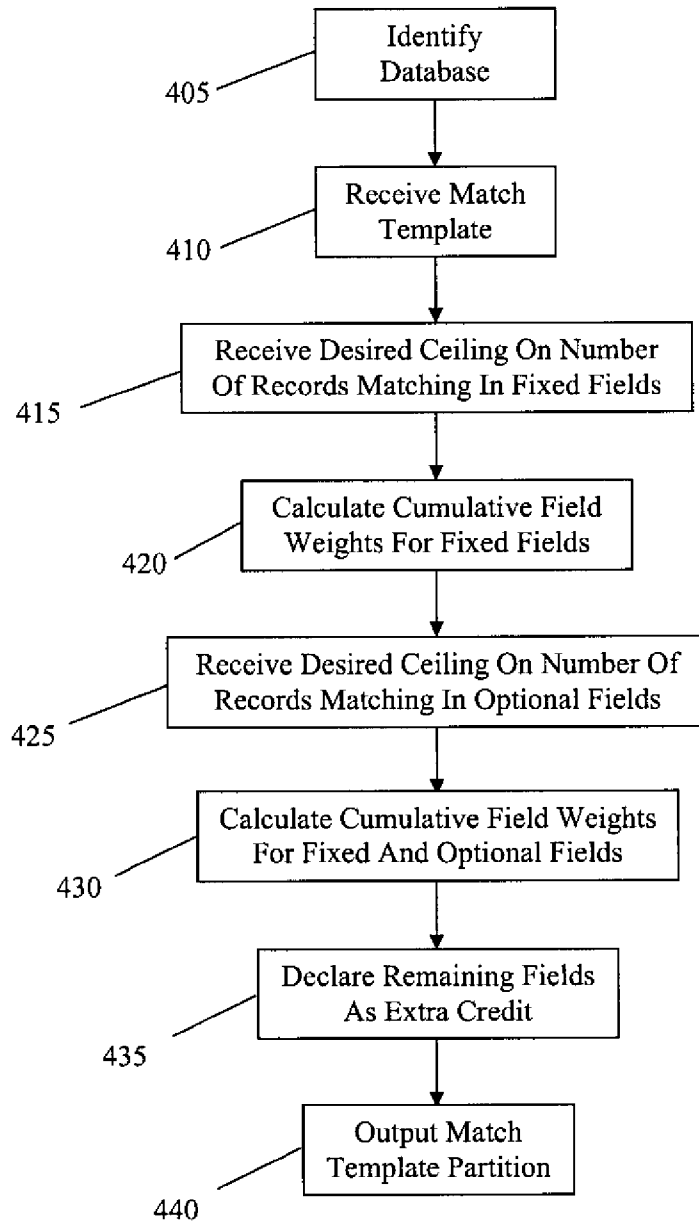 Identify
Database
405
Receive Match
Template
410
Receive Desired Ceiling On Number
Of Records Matching In Fixed Fields
415
Calculate Cumulative Field
Weights For Fixed Fields
420
Receive Desired Ceiling On Number Of
Records Matching In Optional Fields
425
Calculate Cumulative Field Weights
For Fixed And Optional Fields
430
Declare Remaining Fields
As Extra Credit
435
Output Match
Template Partition
440